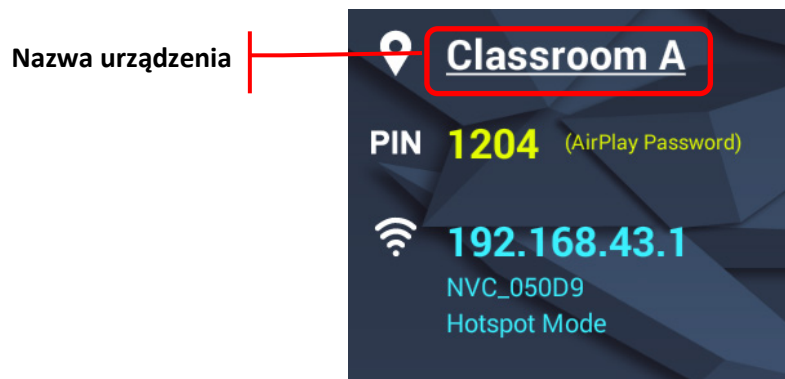 Nazwa urządzenia
Classroom A
PIN 1204 (AirPlay Password)
192.168.43.1
NVC_050D9
Hotspot Mode